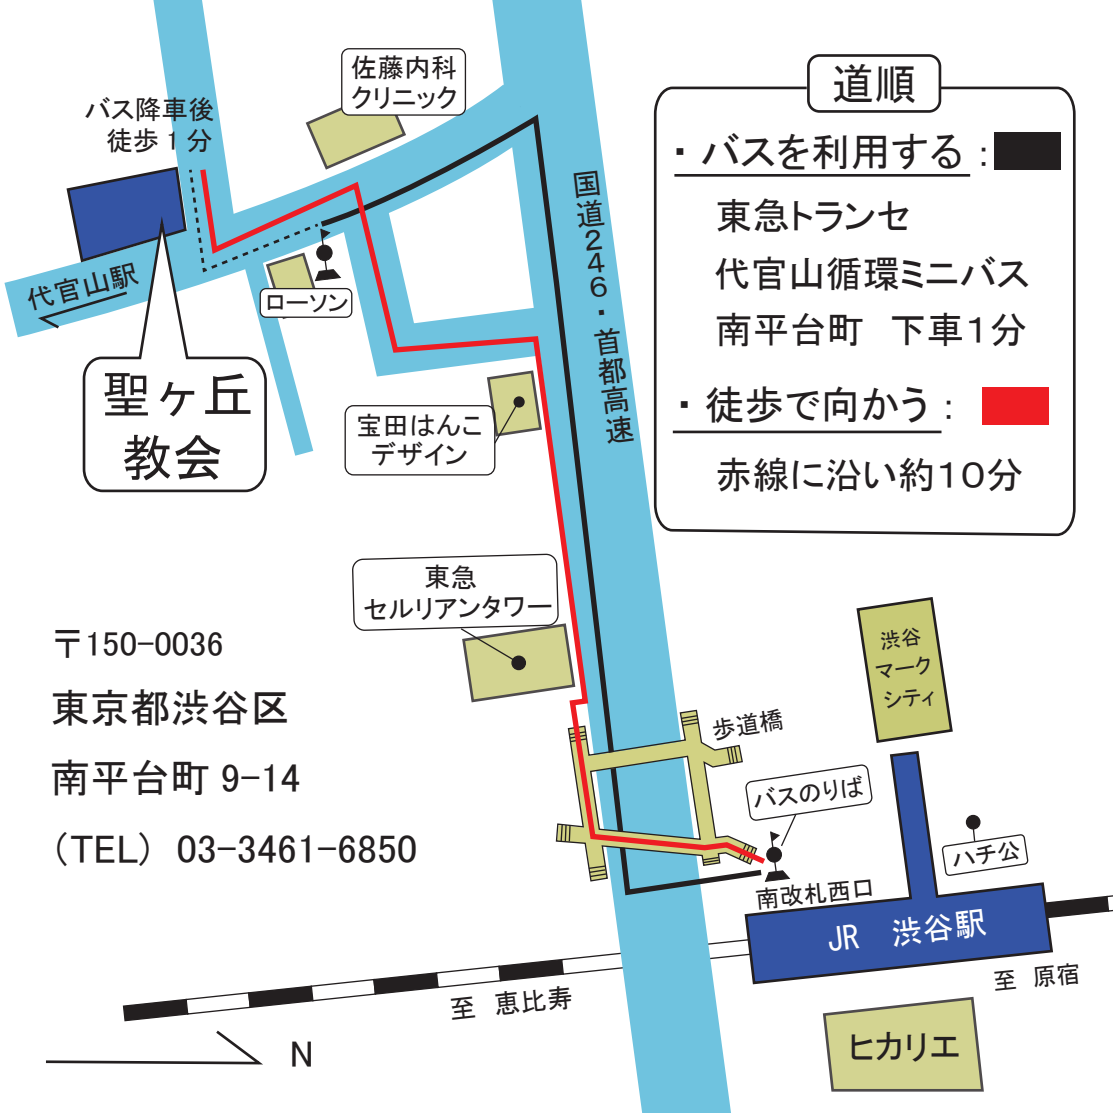 佐藤内科
クリニック
バス降車後
徒歩1分
代官山駅
ローソン
聖ヶ丘
教会
宝田はんこ
デザイン
国道246・首都高速
東急
セルリアンタワー
道順
・バスを利用する:
東急トランセ
代官山循環ミニバス
南平台町 下車1分
・徒歩で向かう:
赤線に沿い約10分
〒150-0036
東京都渋谷区
南平台町 9-14
(TEL) 03-3461-6850
渋谷
マーク
シティ
歩道橋
バスのりば
ハチ公
南改札西口
JR 渋谷駅
至 原宿
至 恵比寿
ヒカリエ
N